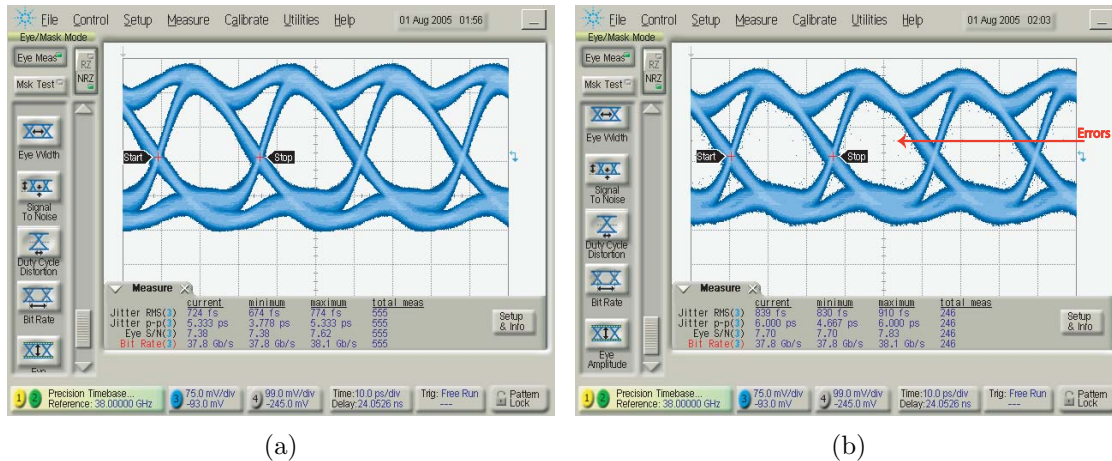 File Control Setup Measure Calibrate Utilities Help 01 Aug 2005 01:56
Eye/Mask Mode
Eye Meas
RZ
NRZ
Msk Test
Eye Width
Signal
To Noise
Duty Cycle
Distortion
Bit Rate
Start
Stop
Measure
current minimum maximum total meas
Jitter RMS(3) 724 fs 674 fs 774 fs 555
Jitter p-p(3) 5.333 ps 3.778 ps 5.333 ps 555
Eye S/N(3) 7.38 7.38 7.62 555
Bit Rate(3) 37.8 Gb/s 37.8 Gb/s 38.1 Gb/s 555
Setup
& Info
1 2 Precision Timebase...
Reference: 38.00000 GHz
3 75.0 mV/div
-93.0 mV
4 99.0 mV/div
-245.0 mV
Time:10.0 ps/div
Delay:24.0526 ns
Trig: Free Run
---
Pattern
Lock
(a)
File Control Setup Measure Calibrate Utilities Help 01 Aug 2005 02:03
Eye/Mask Mode
Eye Meas
RZ
NRZ
Msk Test
Eye Width
Signal
To Noise
Duty Cycle
Distortion
Bit Rate
Eye
Amplitude
Start
Stop
Errors
Measure
current minimum maximum total meas
Jitter RMS(3) 839 fs 830 fs 910 fs 246
Jitter p-p(3) 6.000 ps 4.667 ps 6.000 ps 246
Eye S/N(3) 7.70 7.70 7.83 246
Bit Rate(3) 37.8 Gb/s 37.8 Gb/s 38.1 Gb/s 246
Setup
& Info
1 2 Precision Timebase...
Reference: 38.00000 GHz
3 75.0 mV/div
-93.0 mV
4 99.0 mV/div
-245.0 mV
Time:10.0 ps/div
Delay:24.0526 ns
Trig: Free Run
---
Pattern
Lock
(b)